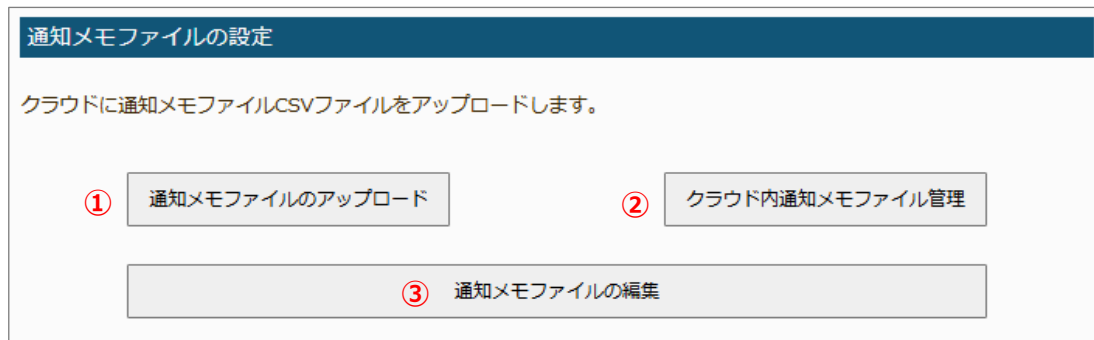 通知メモファイルの設定
クラウドに通知メモファイルCSVファイルをアップロードします。
① 通知メモファイルのアップロード ② クラウド内通知メモファイル管理
③ 通知メモファイルの編集